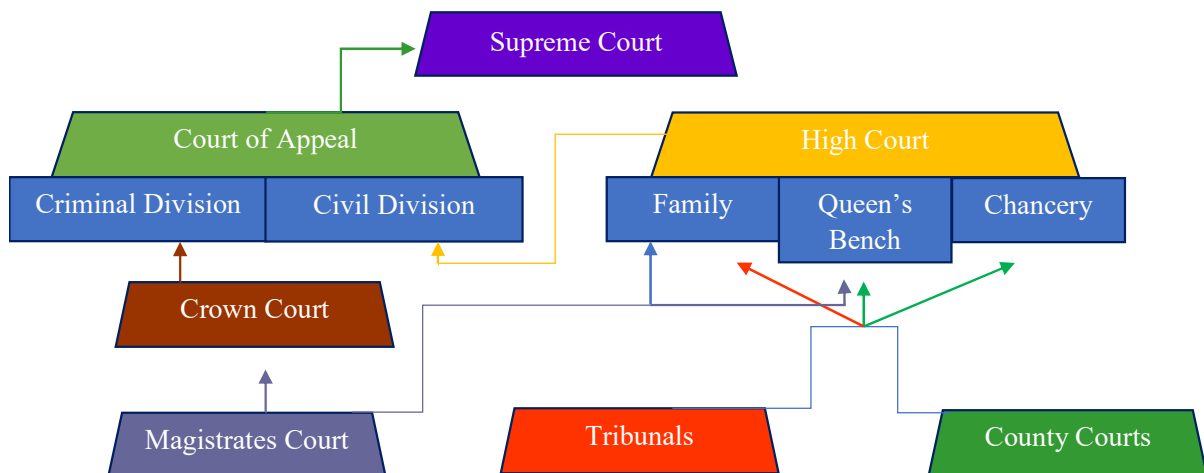 Supreme Court
Court of Appeal
High Court
Criminal Division
Civil Division
Family
Queen’s
Bench
Chancery
Crown Court
Magistrates Court
Tribunals
County Courts